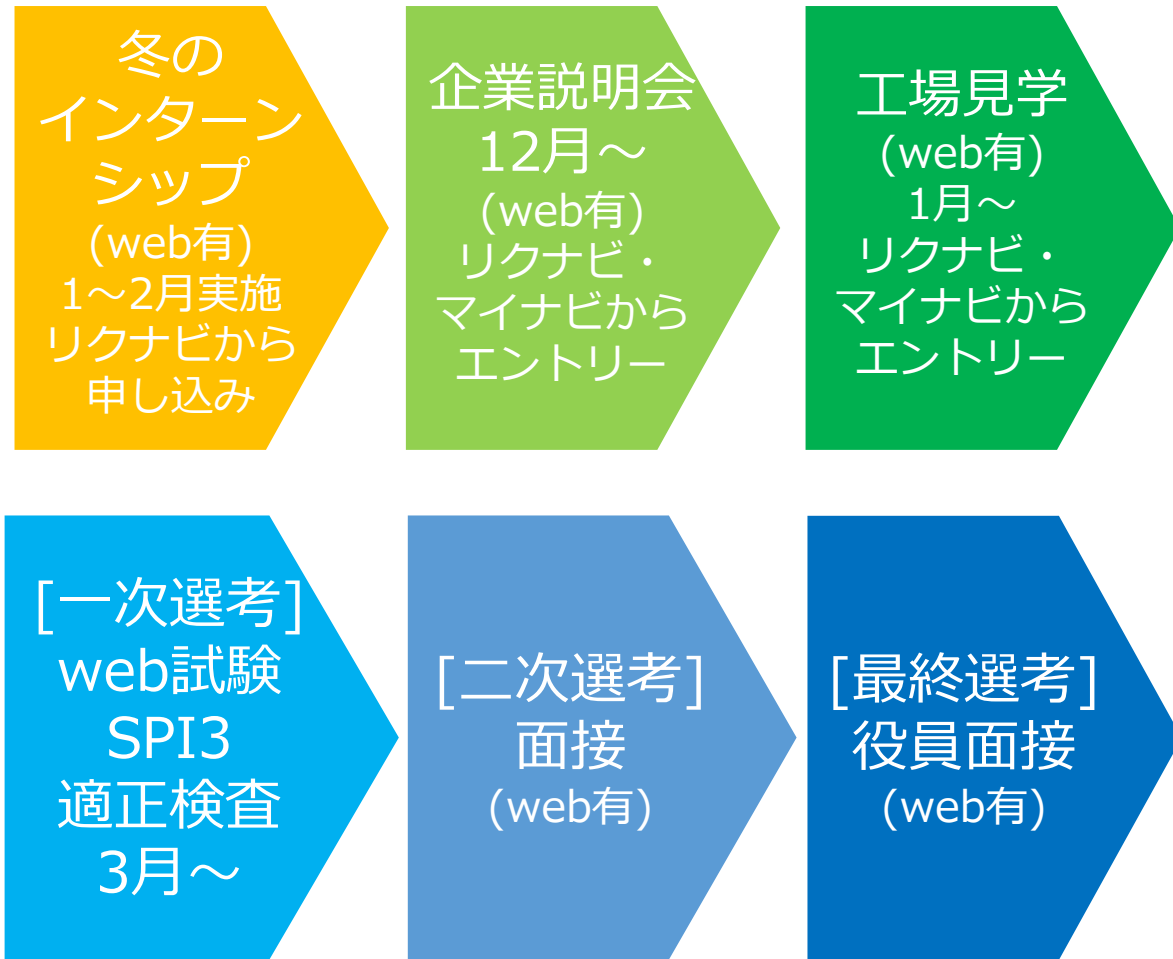 冬の
インターン
シップ
(web有)
1～2月実施
リクナビから
申し込み
企業説明会
12月～
(web有)
リクナビ・
マイナビから
エントリー
工場見学
(web有)
1月～
リクナビ・
マイナビから
エントリー
[一次選考]
web試験
SPI3
適正検査
3月～
[二次選考]
面接
(web有)
[最終選考]
役員面接
(web有)